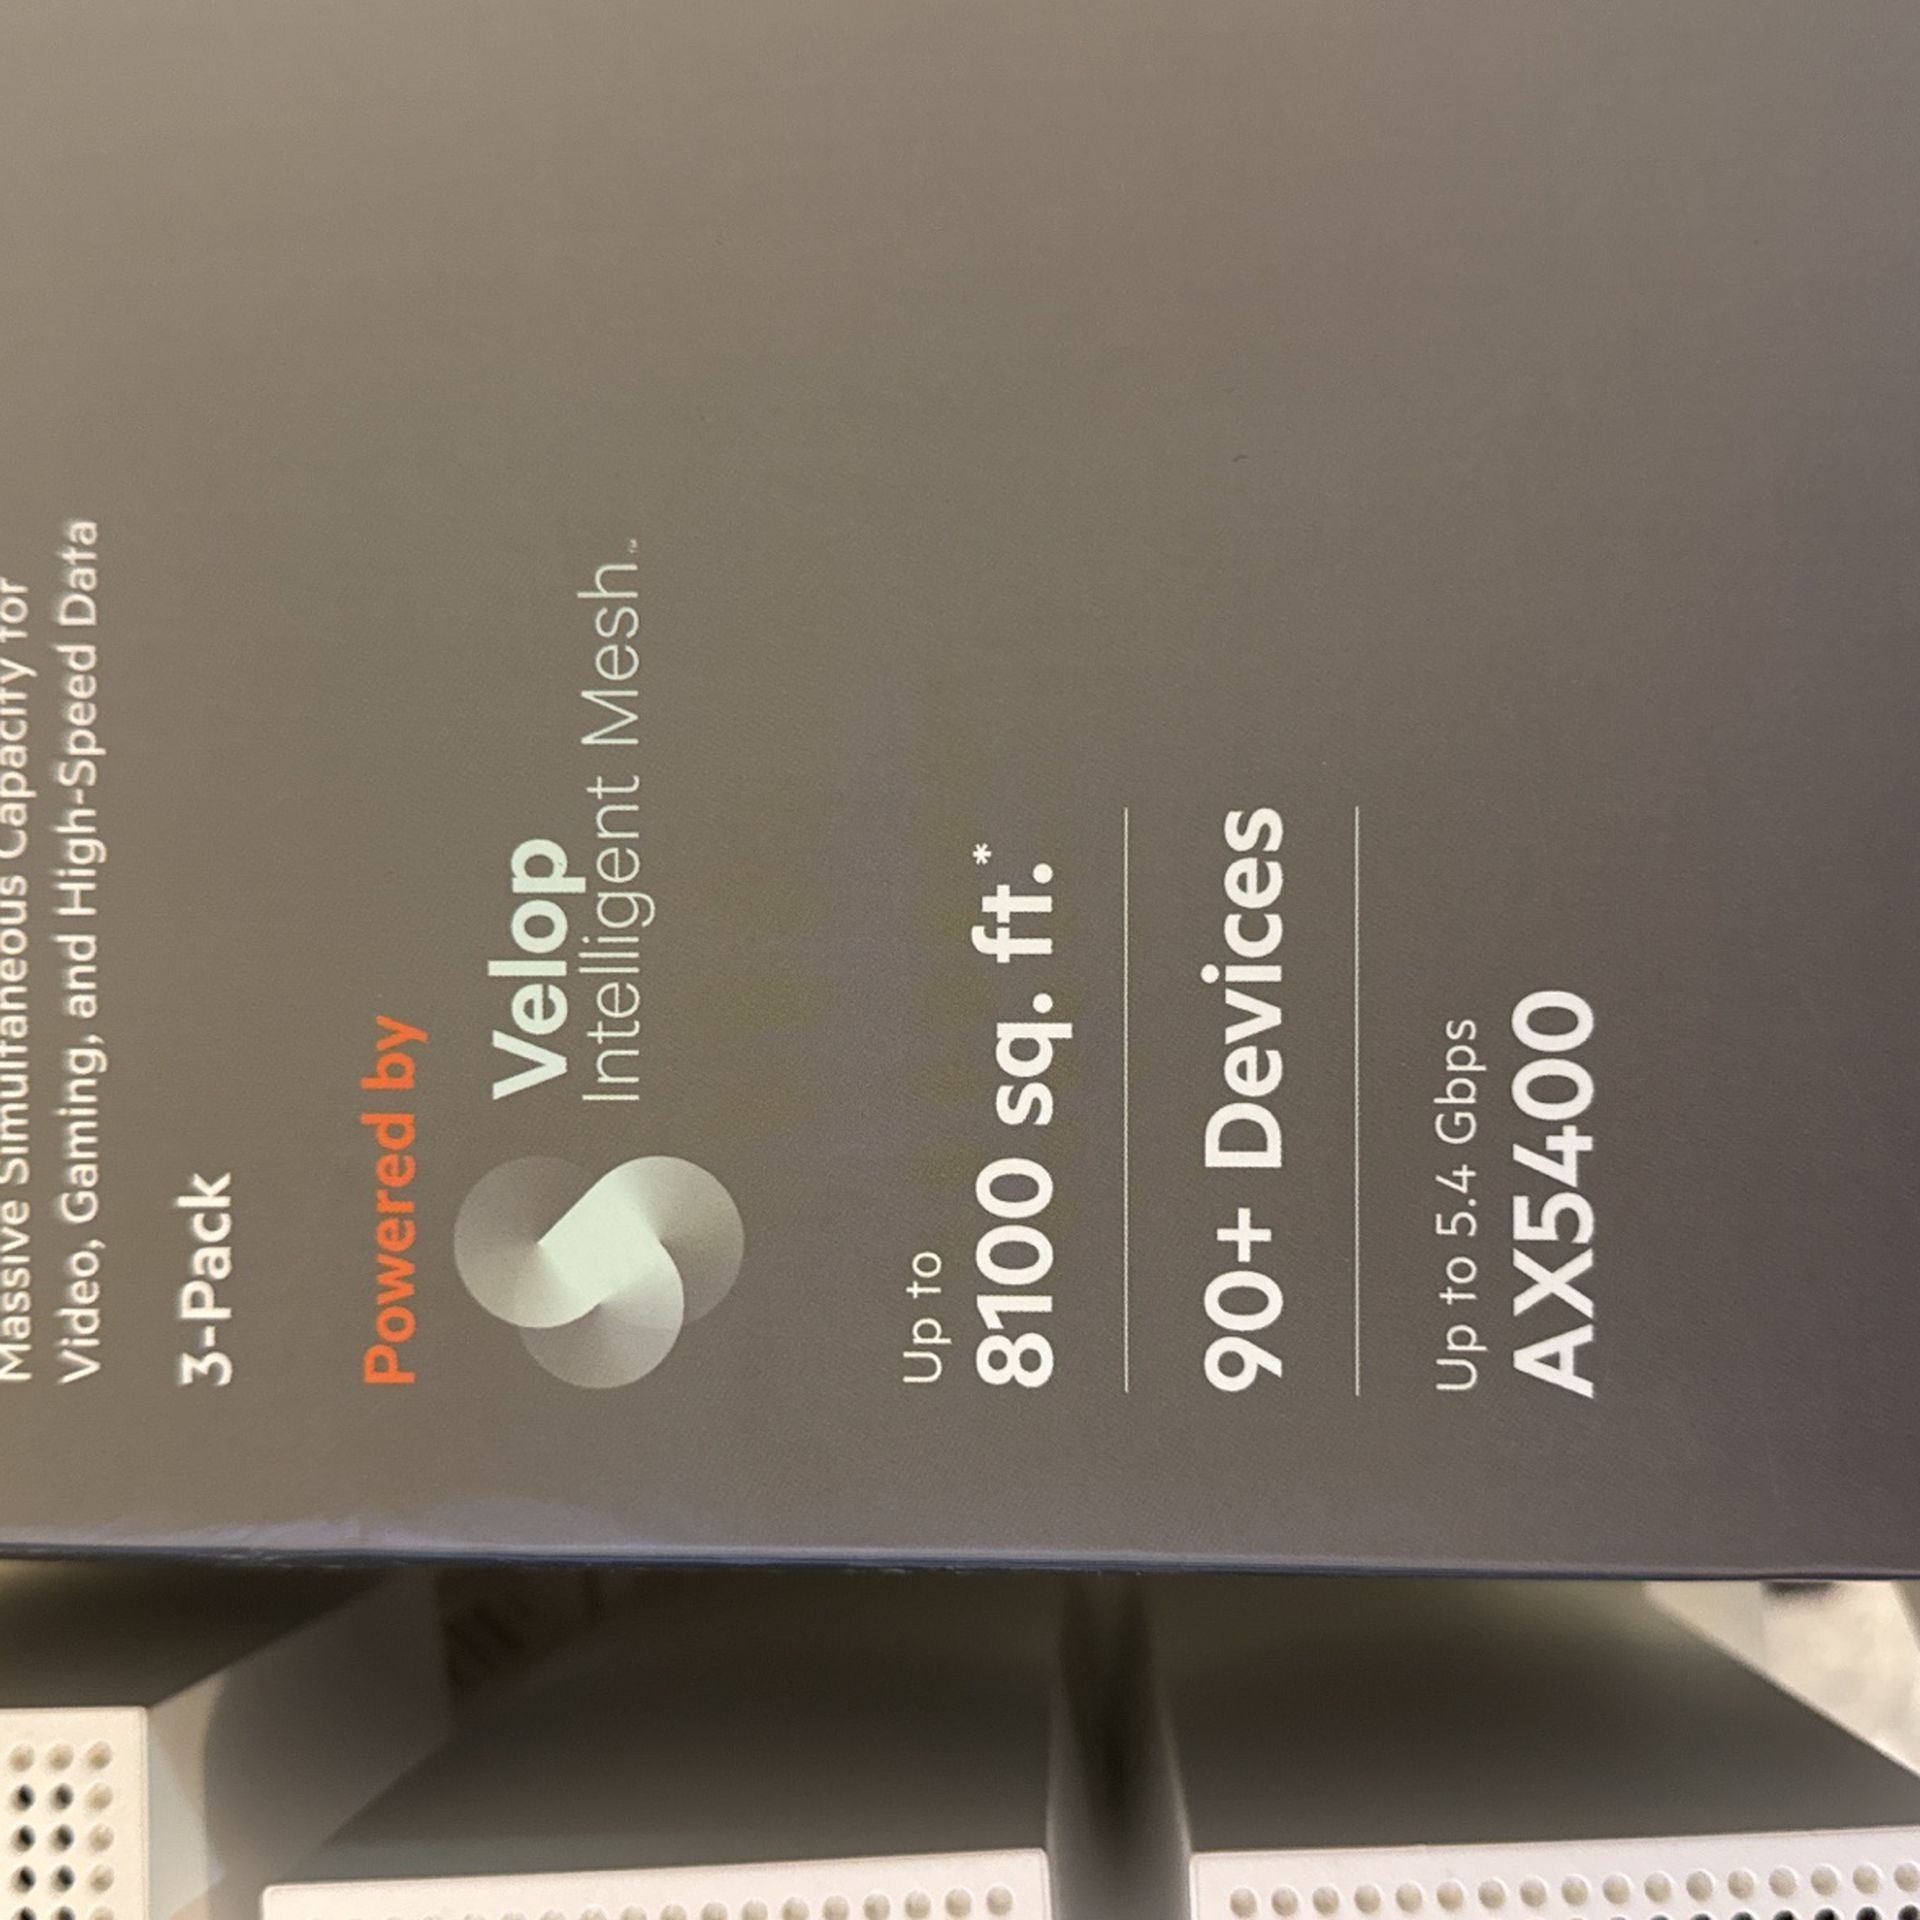 Massive Simultaneous Capacity for
Video, Gaming, and High-Speed Data
3-Pack
Powered by
Velop
Intelligent Mesh™
Up to
8100 sq. ft.*
90+ Devices
Up to 5.4 Gbps
AX5400